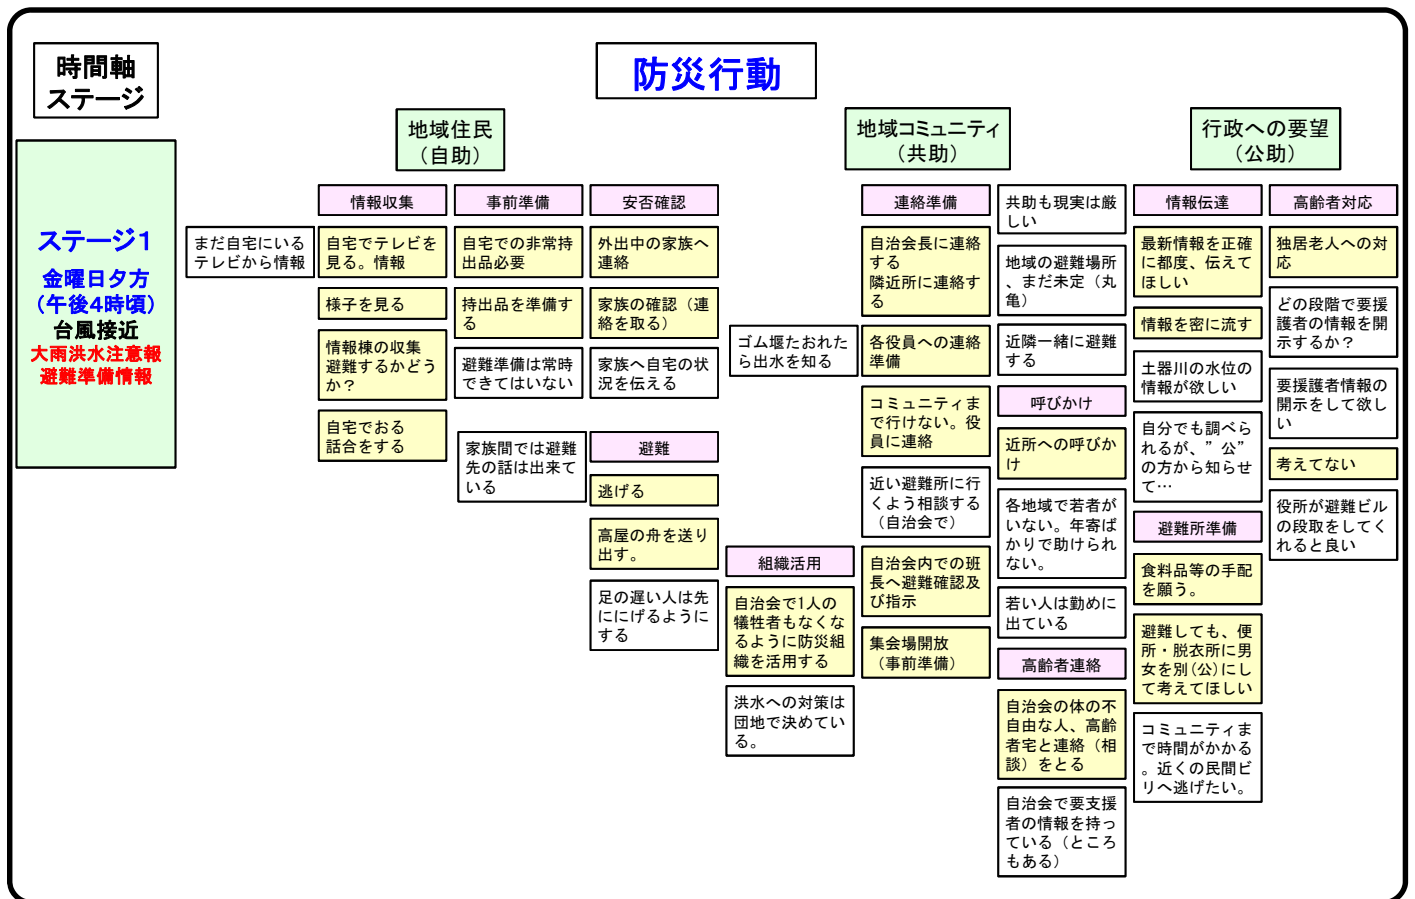 時間軸
ステージ
防災行動
地域住民
（自助）
地域コミュニティ
（共助）
行政への要望
（公助）
ステージ1
金曜日夕方
（午後4時頃）
台風接近
大雨洪水注意報
避難準備情報
まだ自宅にいる
テレビから情報
情報収集
自宅でテレビを
見る。情報
様子を見る
情報棟の収集
避難するかどう
か？
自宅でおる
話合をする
事前準備
自宅での非常持
出品必要
持出品を準備す
る
避難準備は常時
できてはいない
家族間では避難
先の話は出来て
いる
安否確認
外出中の家族へ
連絡
家族の確認（連
絡を取る）
家族へ自宅の状
況を伝える
避難
逃げる
高屋の舟を送り
出す。
足の遅い人は先
ににげるように
する
ゴム堰たおれた
ら出水を知る
組織活用
自治会で1人の
犠牲者もなくな
るように防災組
織を活用する
洪水への対策は
団地で決めてい
る。
連絡準備
自治会長に連絡
する
隣近所に連絡す
る
各役員への連絡
準備
コミュニティま
で行けない。役
員に連絡
近い避難所に行
くよう相談する
（自治会で）
自治会内での班
長へ避難確認及
び指示
集会場開放
（事前準備）
共助も現実は厳
しい
地域の避難場所
、まだ未定（丸
亀）
近隣一緒に避難
する
呼びかけ
近所への呼びか
け
各地域で若者が
いない。年寄ば
かりで助けられ
ない。
若い人は勤めに
出ている
高齢者連絡
自治会の体の不
自由な人、高齢
者宅と連絡（相
談）をとる
自治会で要支援
者の情報を持っ
ている（ところ
もある）
情報伝達
最新情報を正確
に都度、伝えて
ほしい
情報を密に流す
土器川の水位の
情報が欲しい
自分でも調べら
れるが、”公”
の方から知らせ
て…
避難所準備
食料品等の手配
を願う。
避難しても、便
所・脱衣所に男
女を別(公)にし
て考えてほしい
コミュニティま
で時間がかかる
。近くの民間ビ
リへ逃げたい。
高齢者対応
独居老人への対
応
どの段階で要援
護者の情報を開
示するか？
要援護者情報の
開示をして欲し
い
考えてない
役所が避難ビル
の段取をしてく
れると良い